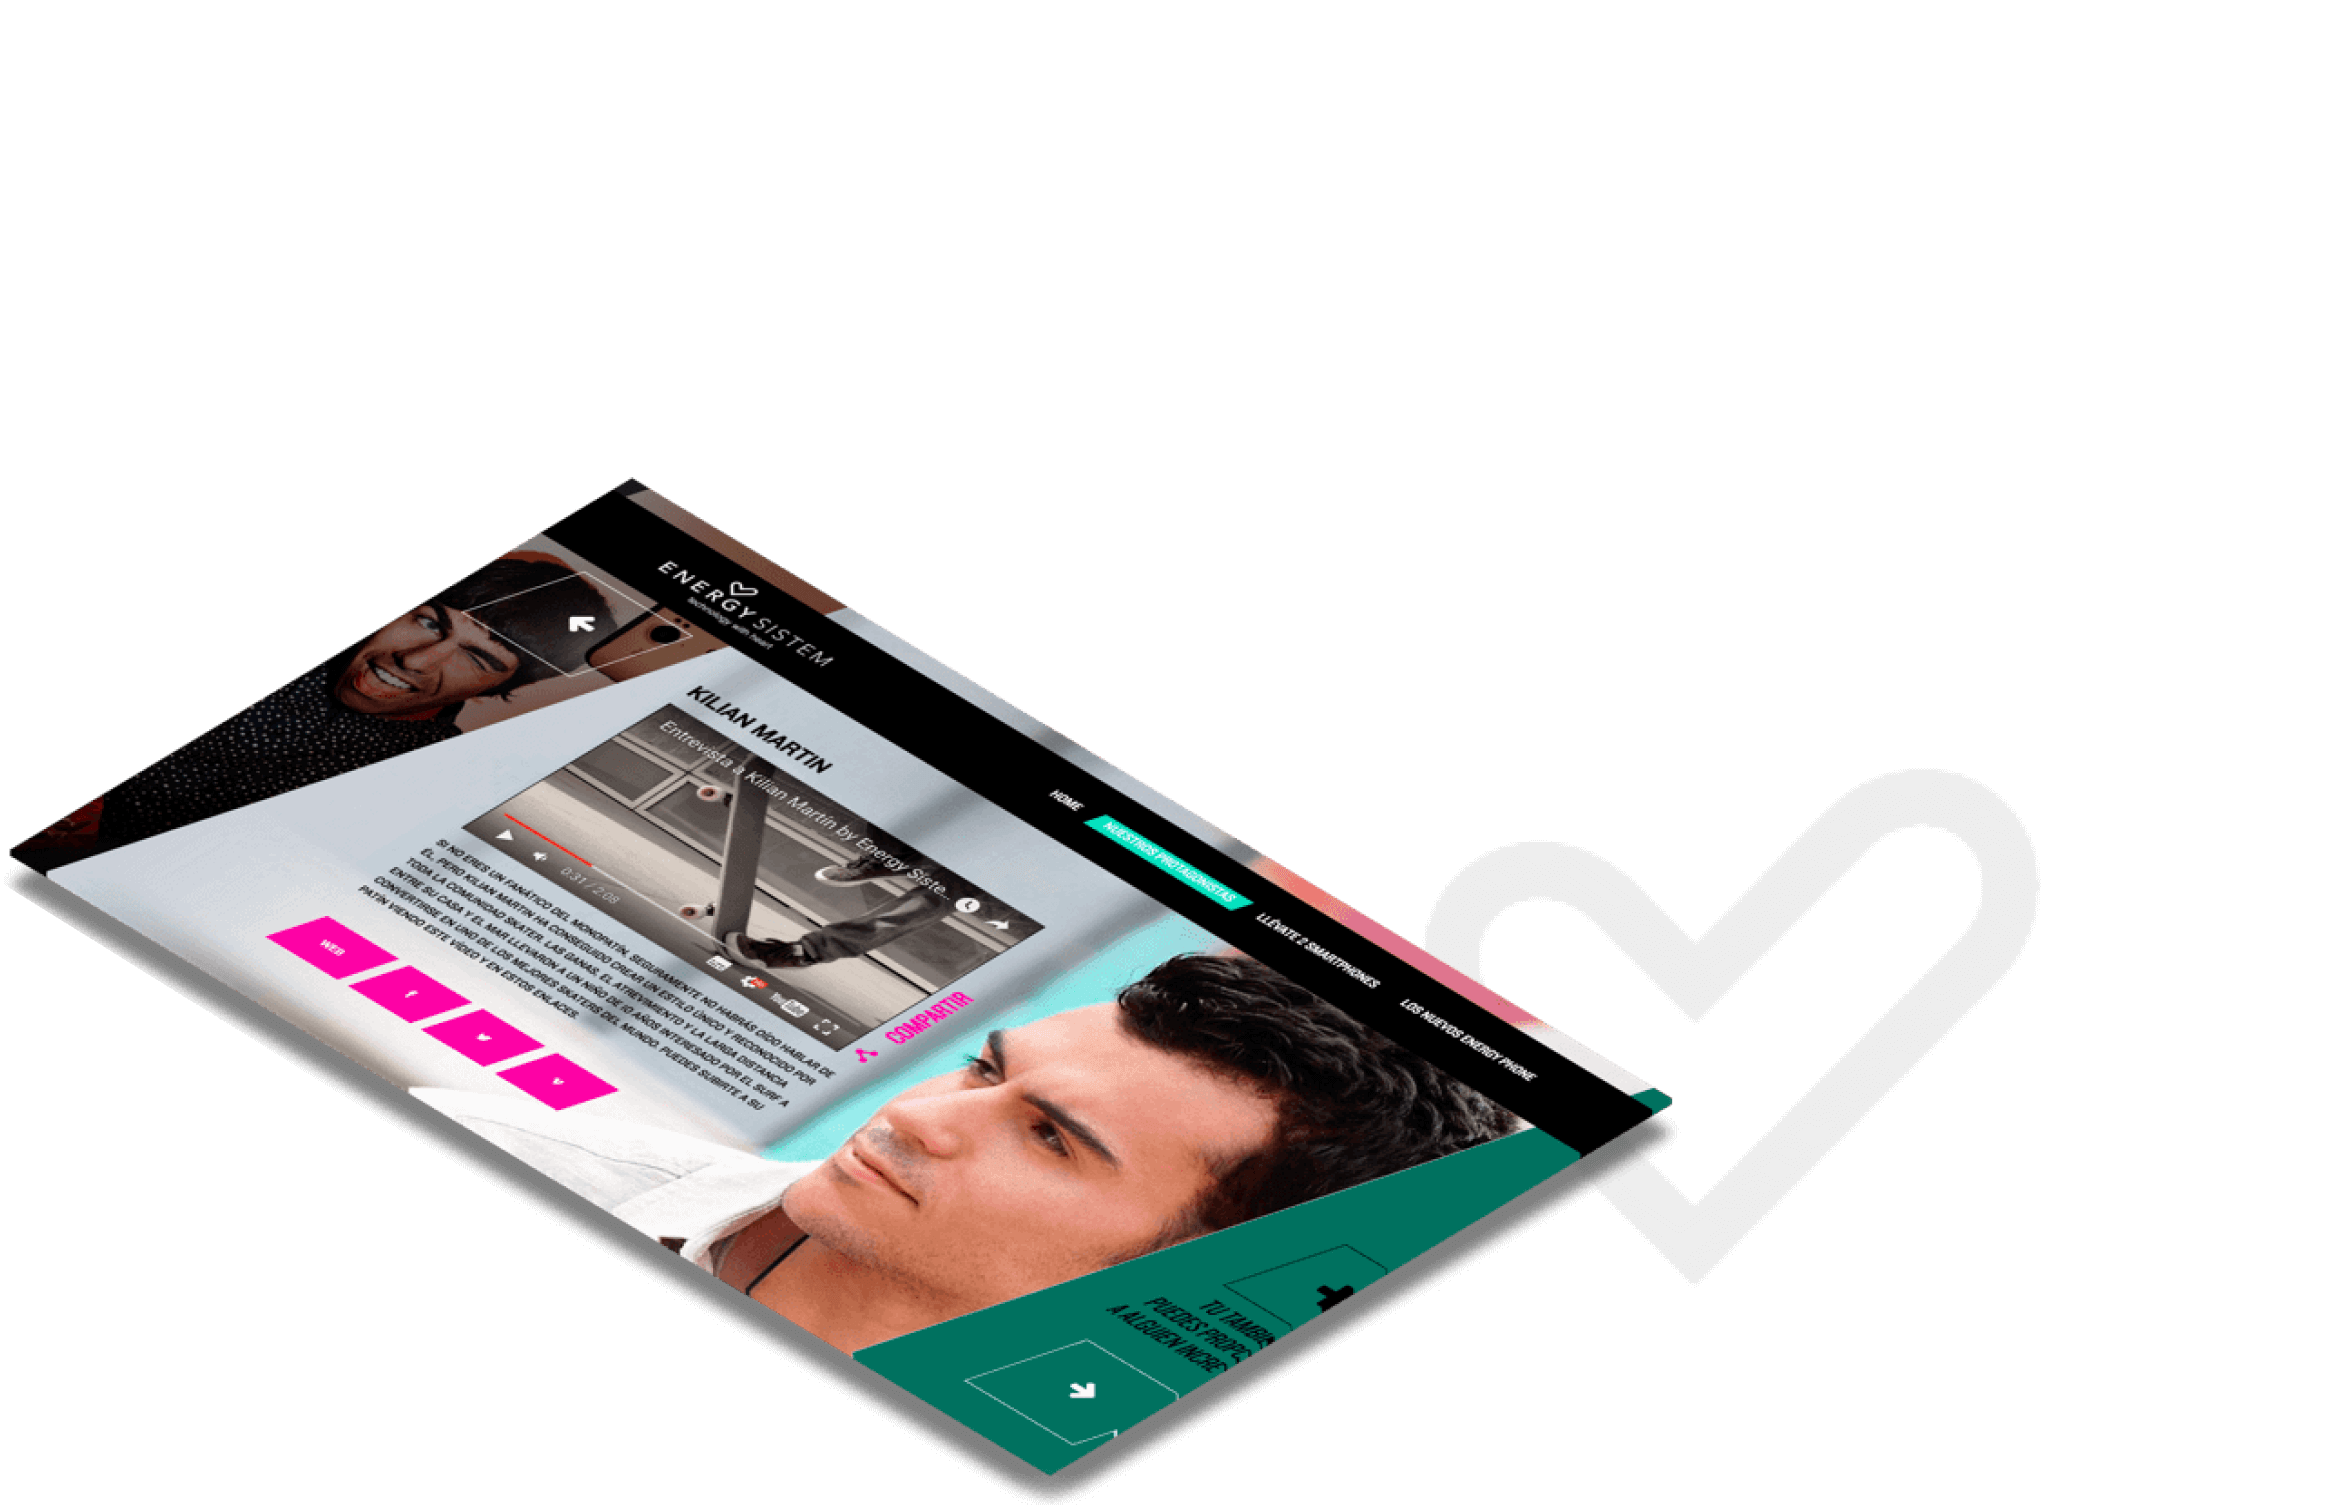 ENERGY SISTEM
technology with heart
HOME
NUESTROS PROTAGONISTAS
LLÉVATE 2 SMARTPHONES
LOS NUEVOS ENERGY PHONE
KILIAN MARTIN
Entrevista a Kilian Martin by Energy Siste...
0:31 / 2:08
HD
YouTube
COMPARTIR
SI NO ERES UN FANÁTICO DEL MONOPATÍN, SEGURAMENTE NO HABRÁS OÍDO HABLAR DE
ÉL, PERO KILIAN MARTIN HA CONSEGUIDO CREAR UN ESTILO ÚNICO Y RECONOCIDO POR
TODA LA COMUNIDAD SKATER. LAS GANAS, EL ATREVIMIENTO Y LA LARGA DISTANCIA
ENTRE SU CASA Y EL MAR LLEVARON A UN NIÑO DE 10 AÑOS INTERESADO POR EL SURF A
CONVERTIRSE EN UNO DE LOS MEJORES SKATERS DEL MUNDO. PUEDES SUBIRTE A SU
PATÍN VIENDO ESTE VÍDEO Y EN ESTOS ENLACES.
WEB
TU TAMBIÉN
PUEDES PROPO
A ALGUIEN INCRE